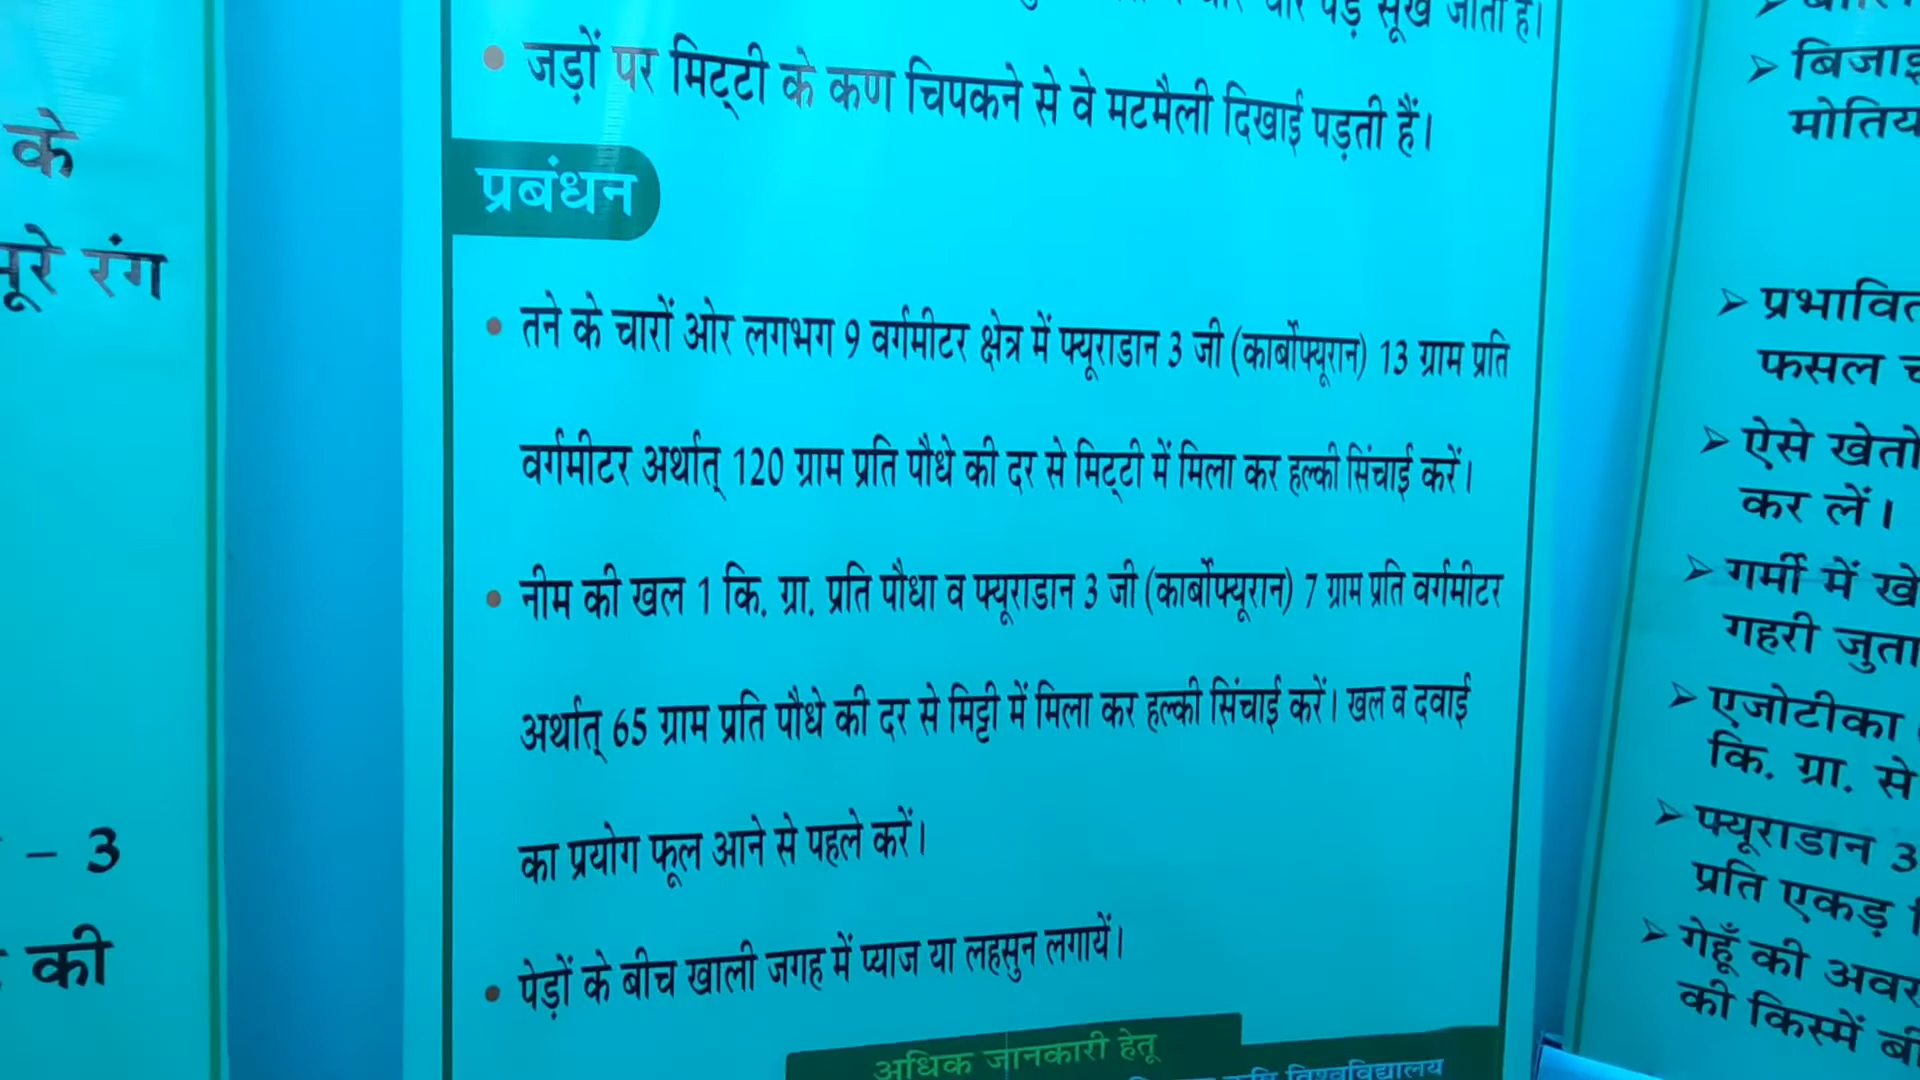 के
रंग
- 3
की
पेड़ सूख जाता है।
• जड़ों पर मिट्टी के कण चिपकने से वे मटमैली दिखाई पड़ती हैं।
प्रबंधन
• तने के चारों ओर लगभग 9 वर्गमीटर क्षेत्र में फ्यूराडान 3 जी (कार्बोफ्यूरान) 13 ग्राम प्रति
वर्गमीटर अर्थात् 120 ग्राम प्रति पौधे की दर से मिट्टी में मिला कर हल्की सिंचाई करें।
• नीम की खल 1 कि. ग्रा. प्रति पौधा व फ्यूराडान 3 जी (कार्बोफ्यूरान) 7 ग्राम प्रति वर्गमीटर
अर्थात् 65 ग्राम प्रति पौधे की दर से मिट्टी में मिला कर हल्की सिंचाई करें। खल व दवाई
का प्रयोग फूल आने से पहले करें।
• पेड़ों के बीच खाली जगह में प्याज या लहसुन लगायें।
अधिक जानकारी हेतू
कृषि विश्वविद्यालय
➢ बिजाइ
मोतिय
➢ प्रभावित
फसल
➢ ऐसे खेतो
कर लें।
➢ गर्मी में खे
गहरी जुता
➢ एजोटीका
कि. ग्रा. से
➢ फ्यूराडान 3
प्रति एकड़
➢ गेहूँ की अवर
की किस्में बी